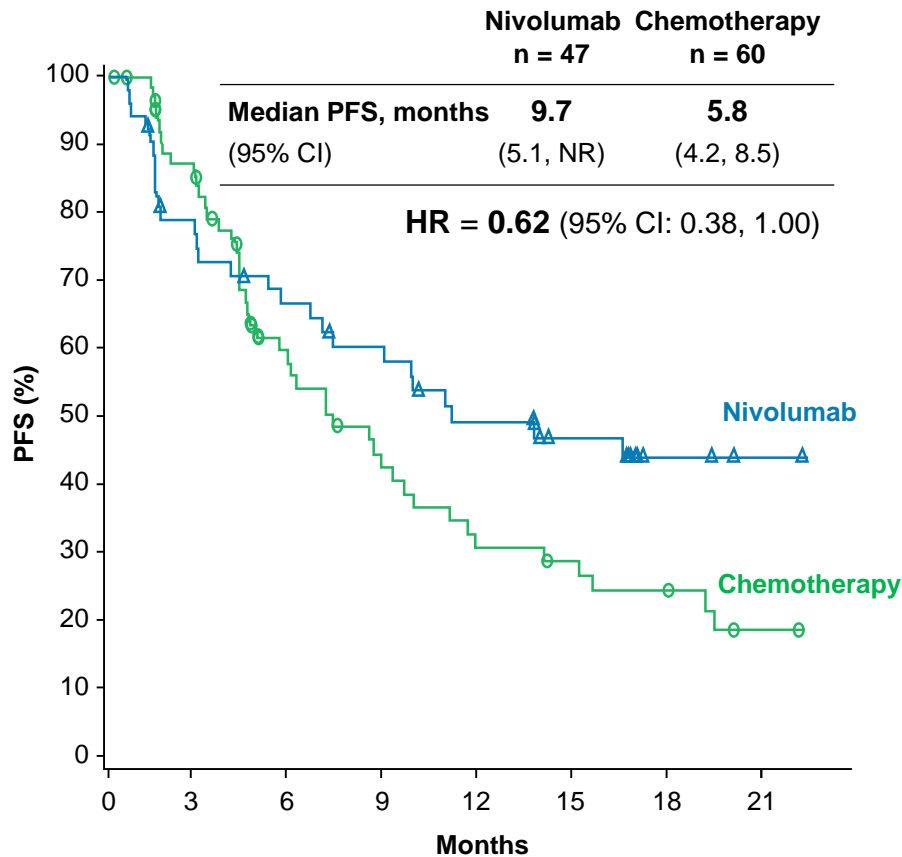 Nivolumab Chemotherapy
n = 47 n = 60
Median PFS, months 9.7 5.8
(95% CI) (5.1, NR) (4.2, 8.5)
HR = 0.62 (95% CI: 0.38, 1.00)
PFS (%)
100
90
80
70
60
50
40
30
20
10
0
Nivolumab
Chemotherapy
0 3 6 9 12 15 18 21
Months